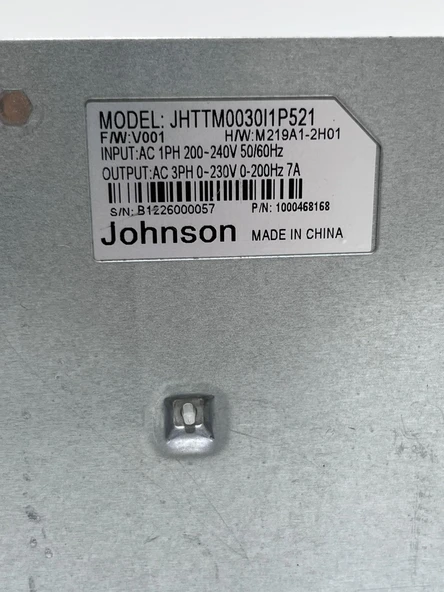 MODEL: JHTTM0030I1P521
F/W:V001 H/W:M219A1-2H01
INPUT:AC 1PH 200~240V 50/60Hz
OUTPUT:AC 3PH 0~230V 0-200Hz 7A
S/N: B1226000057 P/N: 1000468168
Johnson MADE IN CHINA